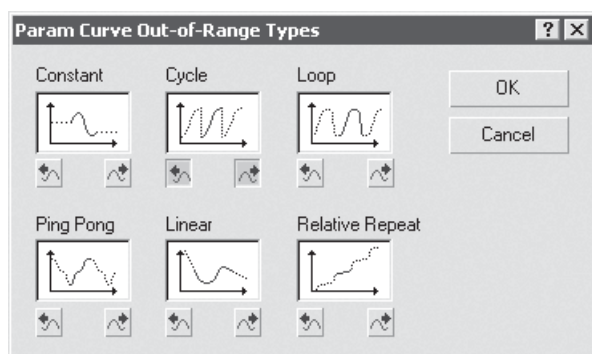 Param Curve Out-of-Range Types
Constant Cycle Loop
OK
Cancel
Ping Pong Linear Relative Repeat